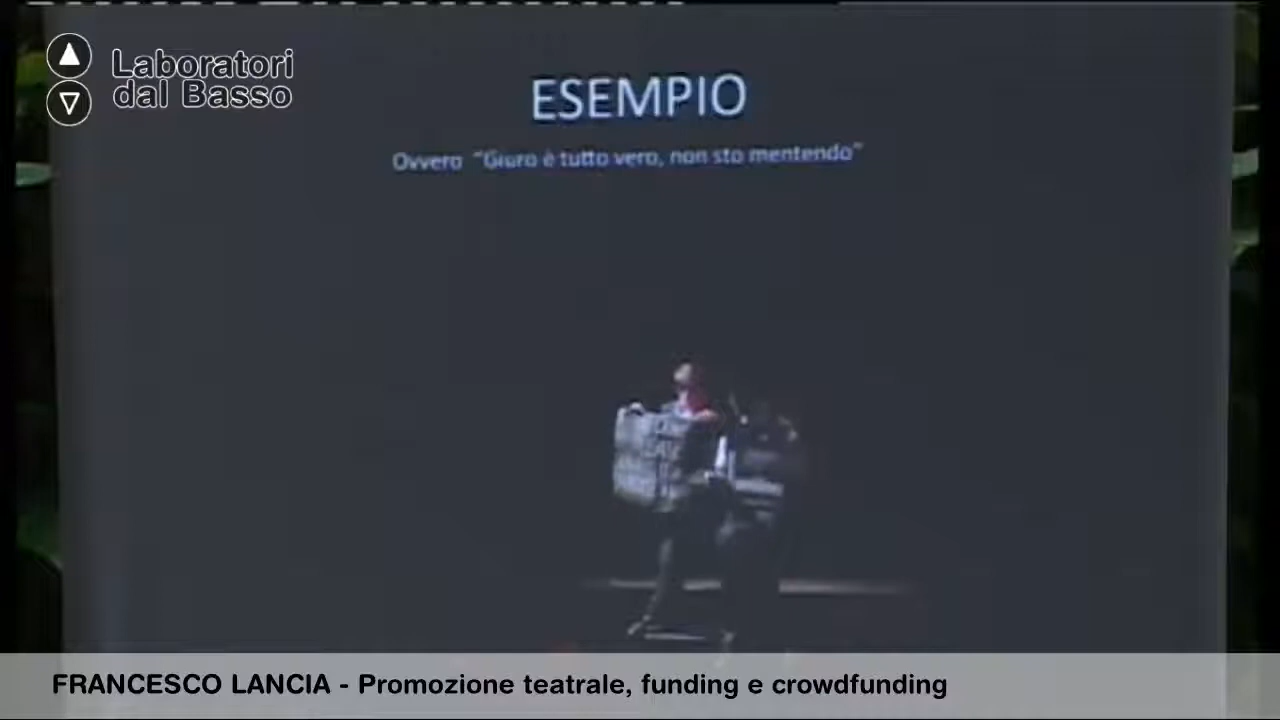 Laboratori
dal Basso
ESEMPIO
Ovvero "Giuro è tutto vero, non sto mentendo"
FRANCESCO LANCIA - Promozione teatrale, funding e crowdfunding